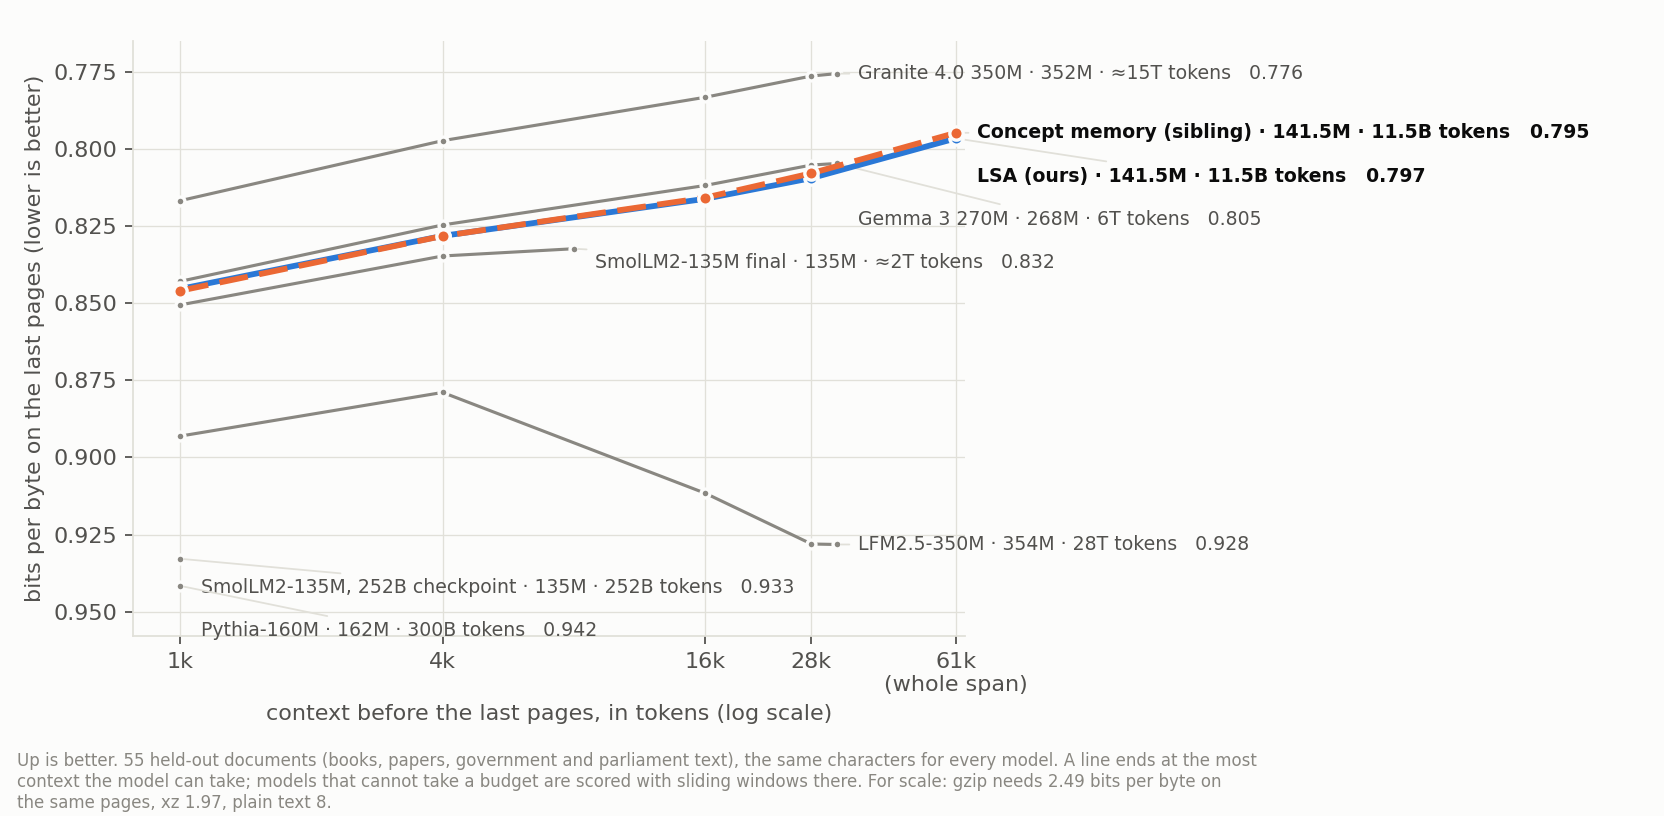 bits per byte on the last pages (lower is better)
0.775
0.800
0.825
0.850
0.875
0.900
0.925
0.950
Granite 4.0 350M · 352M · ≈15T tokens 0.776
Concept memory (sibling) · 141.5M · 11.5B tokens 0.795
LSA (ours) · 141.5M · 11.5B tokens 0.797
Gemma 3 270M · 268M · 6T tokens 0.805
SmolLM2-135M final · 135M · ≈2T tokens 0.832
LFM2.5-350M · 354M · 28T tokens 0.928
SmolLM2-135M, 252B checkpoint · 135M · 252B tokens 0.933
Pythia-160M · 162M · 300B tokens 0.942
1k 4k 16k 28k 61k
(whole span)
context before the last pages, in tokens (log scale)
Up is better. 55 held-out documents (books, papers, government and parliament text), the same characters for every model. A line ends at the most
context the model can take; models that cannot take a budget are scored with sliding windows there. For scale: gzip needs 2.49 bits per byte on
the same pages, xz 1.97, plain text 8.